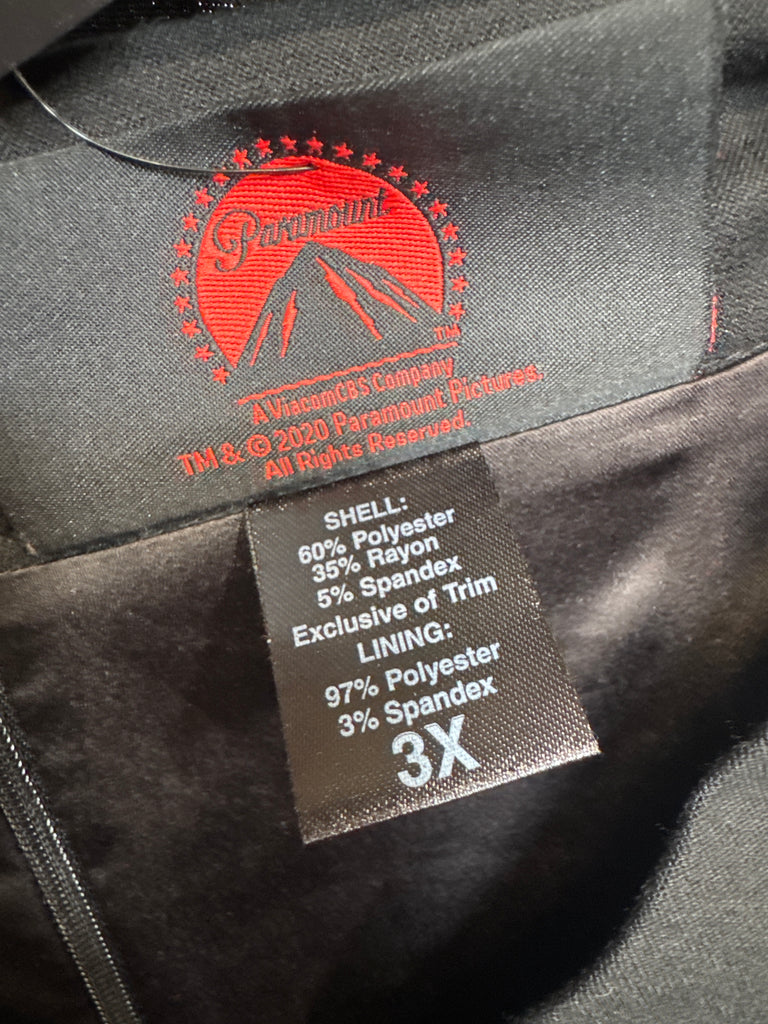 Paramount
TM
A ViacomCBS Company
TM & © 2020 Paramount Pictures.
All Rights Reserved.
SHELL:
60% Polyester
35% Rayon
5% Spandex
Exclusive of Trim
LINING:
97% Polyester
3% Spandex
3X